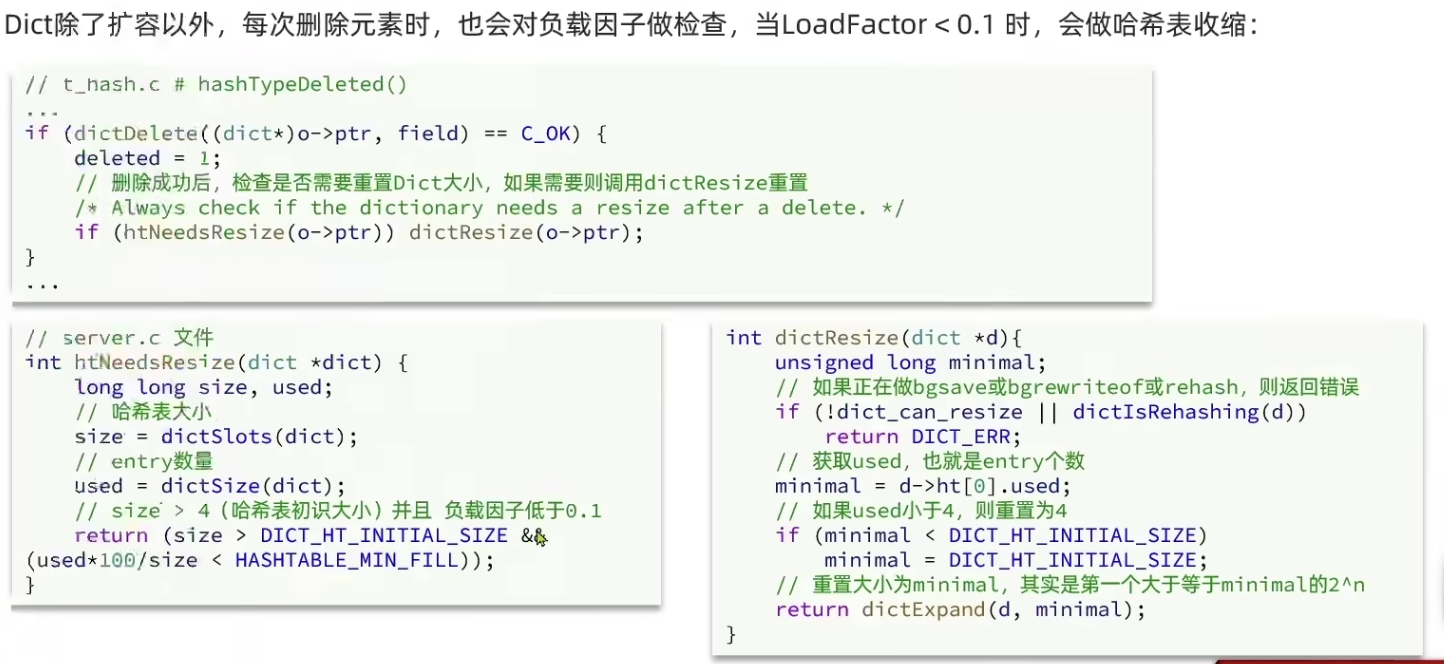 Dict除了扩容以外，每次删除元素时，也会对负载因子做检查，当LoadFactor < 0.1 时，会做哈希表收缩：
// t_hash.c # hashTypeDeleted()
...
if (dictDelete((dict*)o->ptr, field) == C_OK) {
deleted = 1;
// 删除成功后，检查是否需要重置Dict大小，如果需要则调用dictResize重置
/* Always check if the dictionary needs a resize after a delete. */
if (htNeedsResize(o->ptr)) dictResize(o->ptr);
}
...
// server.c 文件
int htNeedsResize(dict *dict) {
long long size, used;
// 哈希表大小
size = dictSlots(dict);
// entry数量
used = dictSize(dict);
// size > 4（哈希表初识大小）并且 负载因子低于0.1
return (size > DICT_HT_INITIAL_SIZE &&
(used*100/size < HASHTABLE_MIN_FILL));
}
int dictResize(dict *d){
unsigned long minimal;
// 如果正在做bgsave或bgrewriteof或rehash，则返回错误
if (!dict_can_resize || dictIsRehashing(d))
return DICT_ERR;
// 获取used，也就是entry个数
minimal = d->ht[0].used;
// 如果used小于4，则重置为4
if (minimal < DICT_HT_INITIAL_SIZE)
minimal = DICT_HT_INITIAL_SIZE;
// 重置大小为minimal，其实是第一个大于等于minimal的2^n
return dictExpand(d, minimal);
}